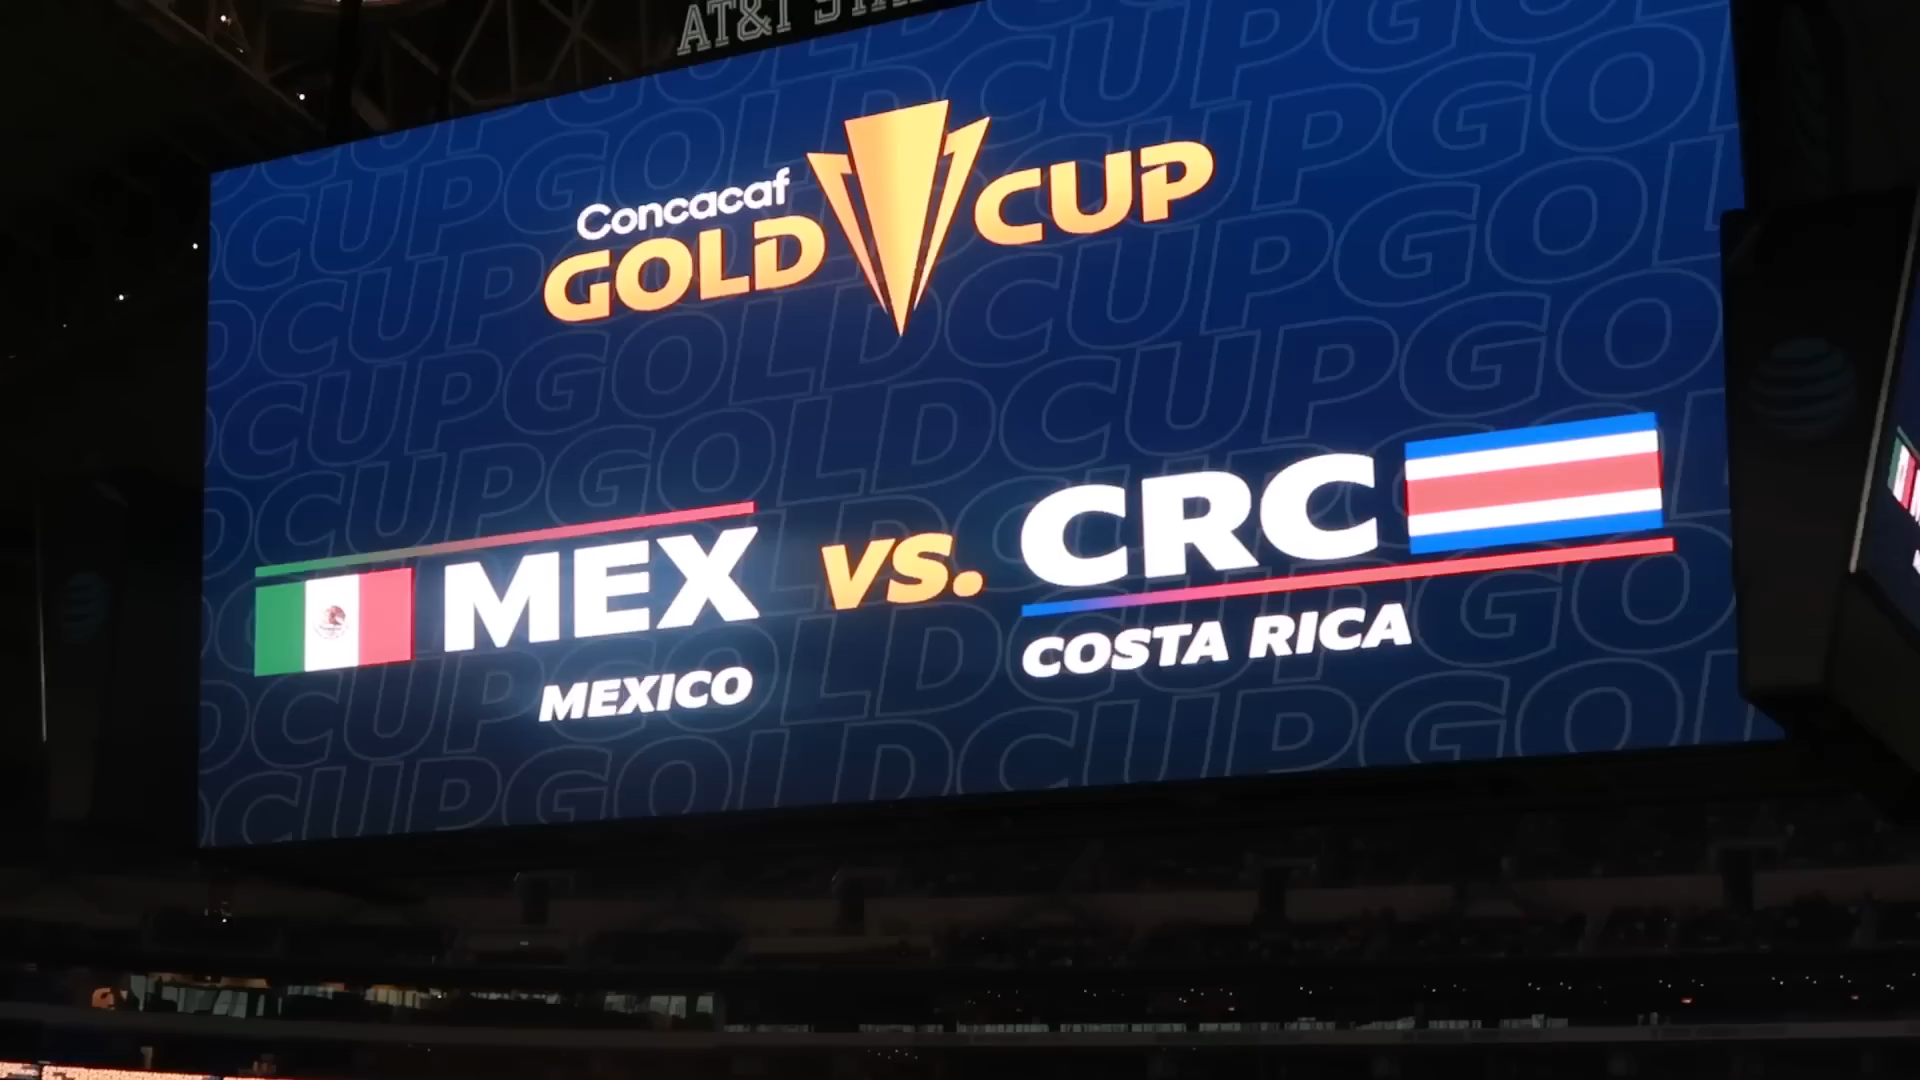 AT&T
Concacaf
GOLD CUP
MEX vs. CRC
MEXICO
COSTA RICA